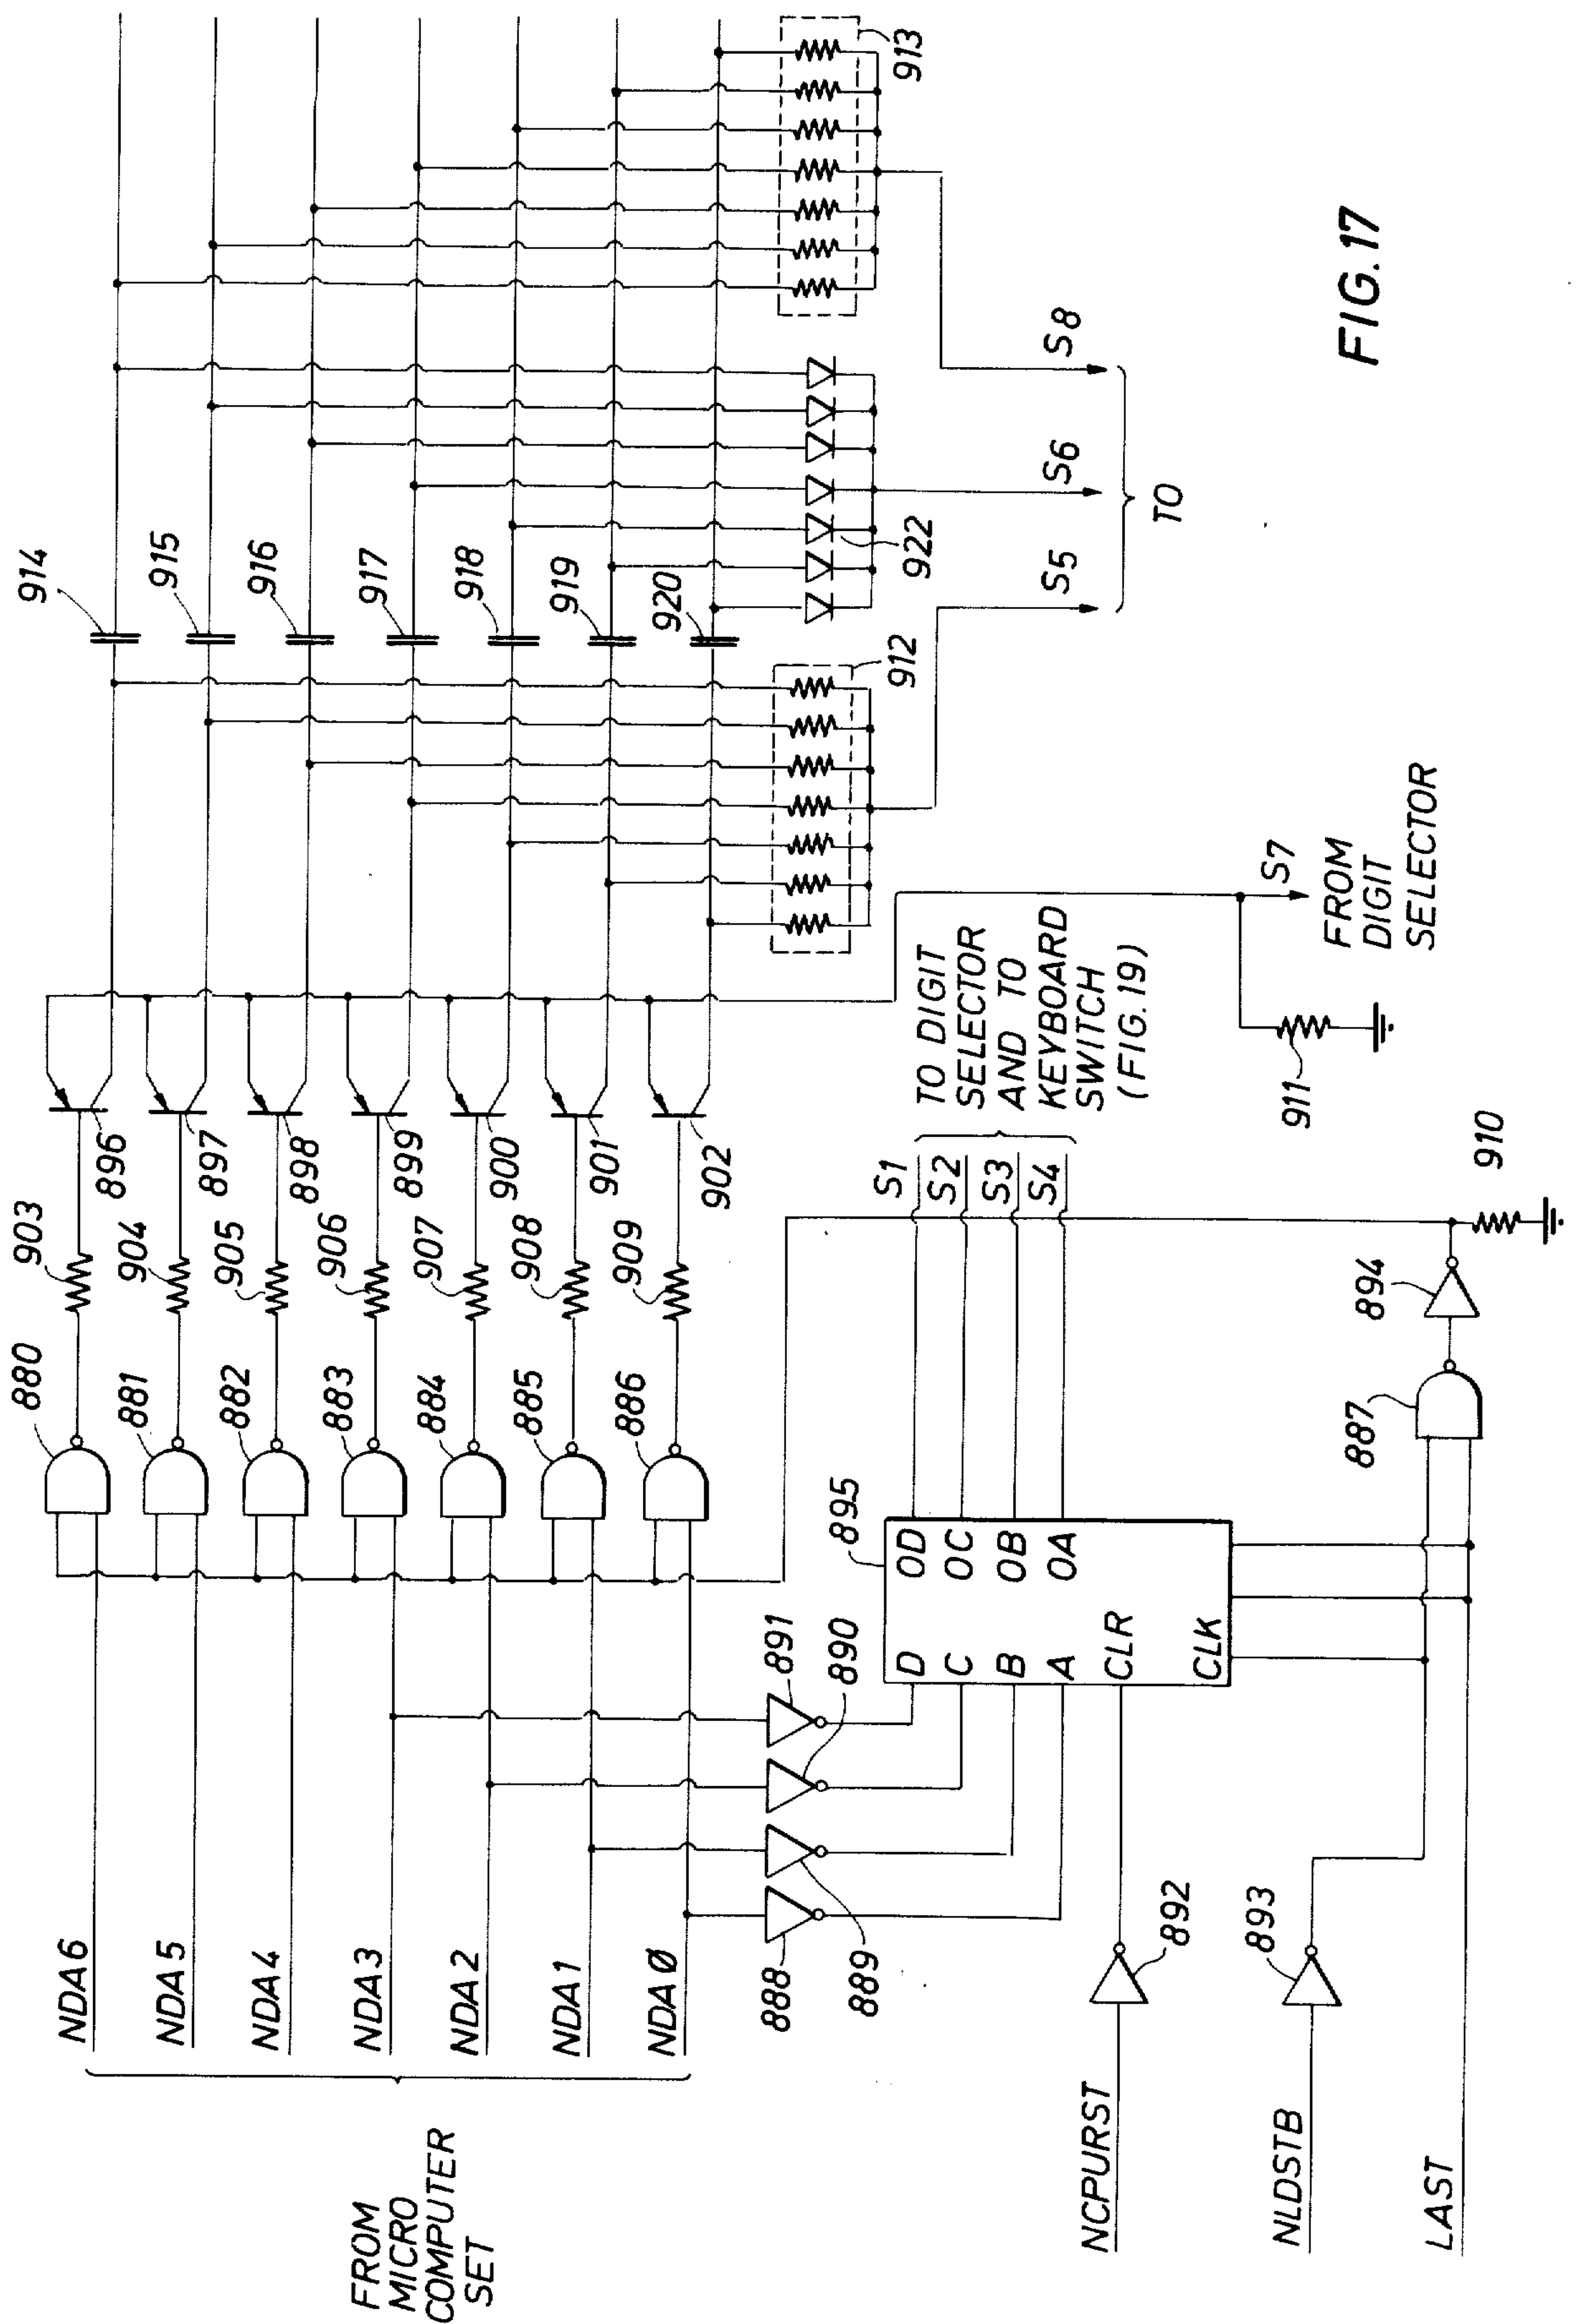 FROM
MICRO
COMPUTER
SET
NDA6
NDA5
NDA4
NDA3
NDA2
NDA1
NDAØ
880
881
882
883
884
885
886
903
904
905
906
907
908
909
896
897
898
899
900
901
902
914
915
916
917
918
919
920
912
922
913
888
889
890
891
895
D
C
B
A
CLR
CLK
OD
OC
OB
OA
S1
S2
S3
S4
TO DIGIT
SELECTOR
AND TO
KEYBOARD
SWITCH
(FIG.19)
NCPURST
892
NLDSTB
893
LAST
887
894
910
911
S7
FROM
DIGIT
SELECTOR
S5
S6
S8
TO
FIG.17